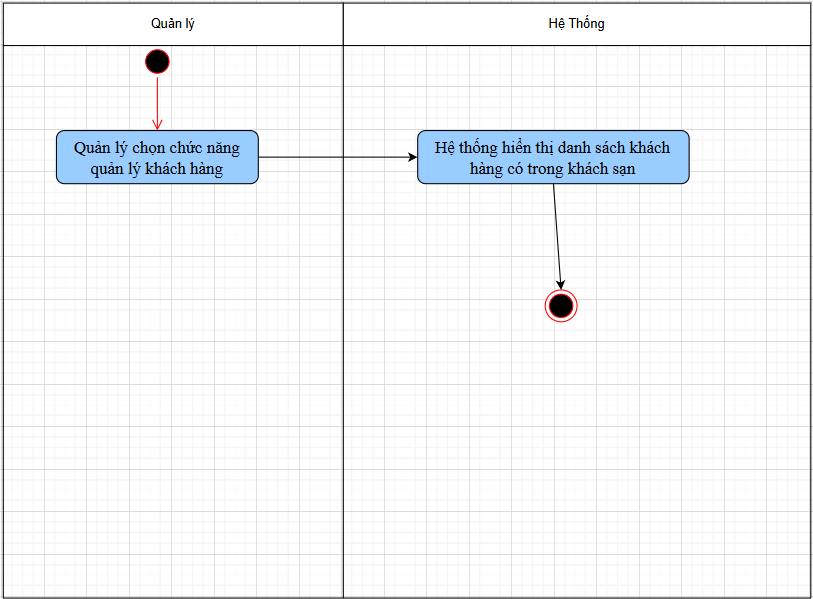 Quản lý
Hệ Thống
Quản lý chọn chức năng
quản lý khách hàng
Hệ thống hiển thị danh sách khách
hàng có trong khách sạn